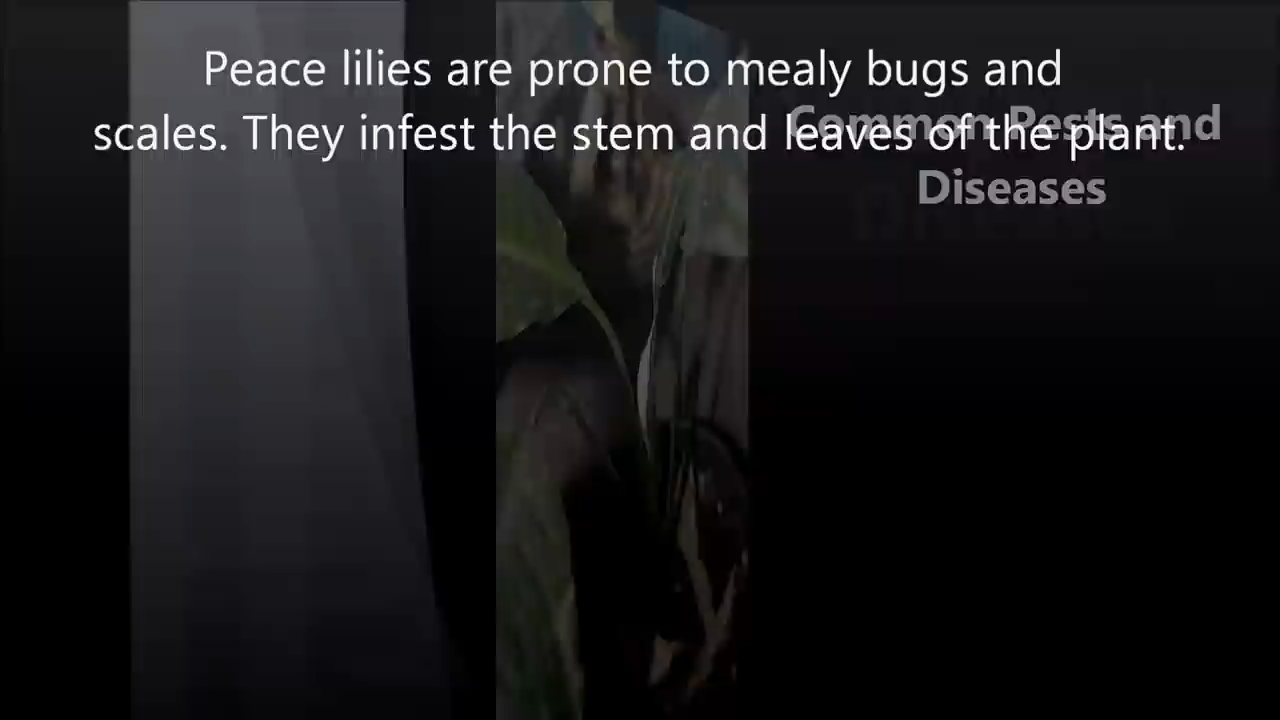 Peace lilies are prone to mealy bugs and
scales. They infest the stem and leaves of the plant.
Common Pests and
Diseases